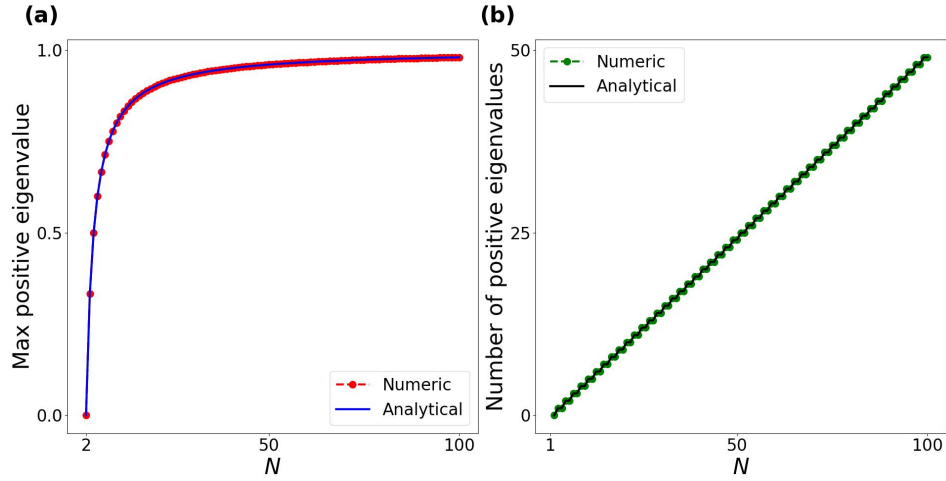 (a)
Max positive eigenvalue
1.0
0.5
0.0
2
50
100
N
Numeric
Analytical
(b)
Number of positive eigenvalues
50
25
0
1
50
100
N
Numeric
Analytical